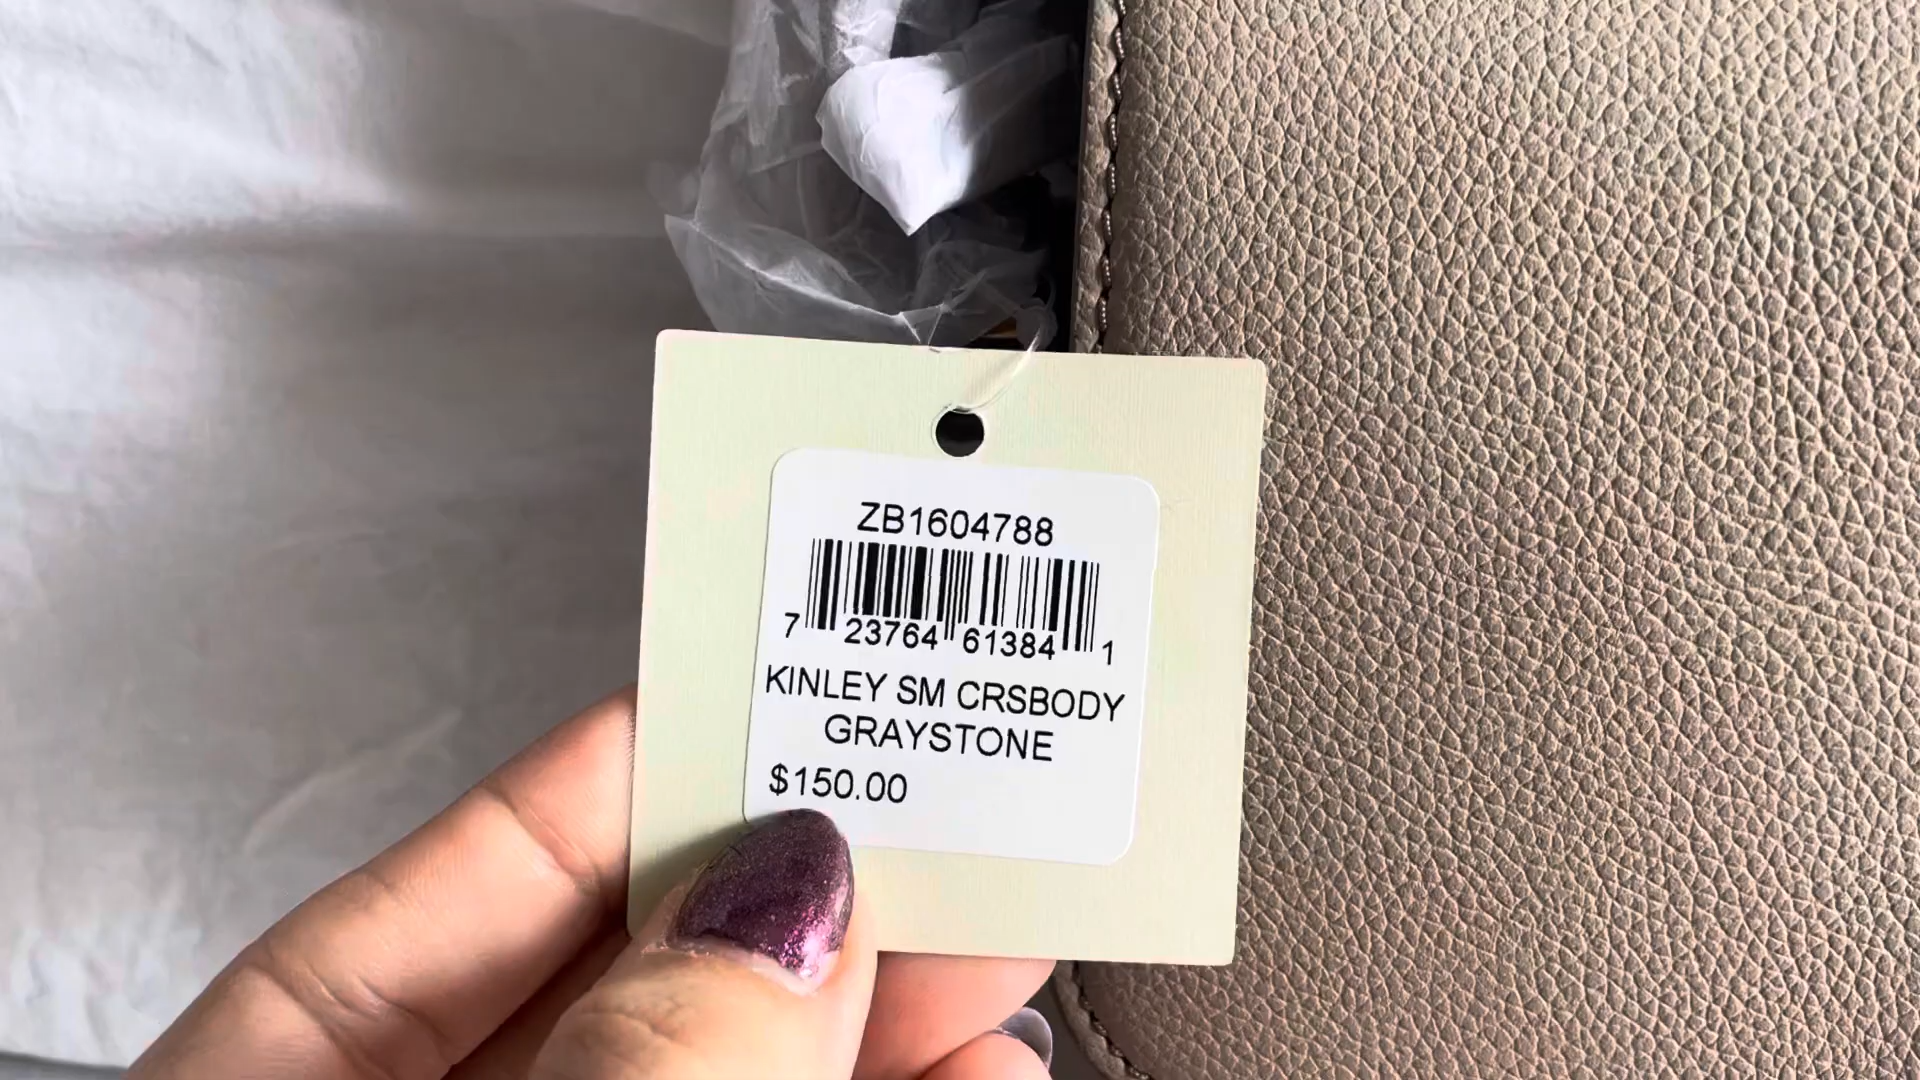 ZB1604788
7 23764 61384 1
KINLEY SM CRSBODY
GRAYSTONE
$150.00